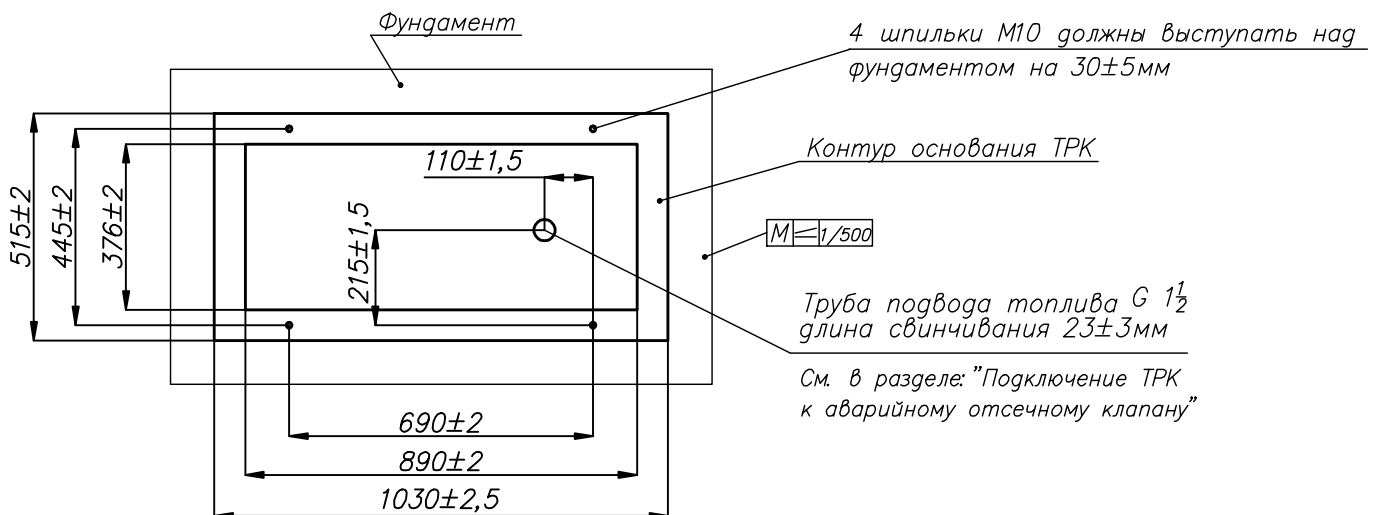 Фундамент
4 шпильки М10 должны выступать над
фундаментом на 30±5мм
Контур основания ТРК
110±1,5
515±2
445±2
376±2
215±1,5
М ≤ 1/500
Труба подвода топлива G 1 1/2
длина свинчивания 23±3мм
См. в разделе: "Подключение ТРК
к аварийному отсечному клапану"
690±2
890±2
1030±2,5